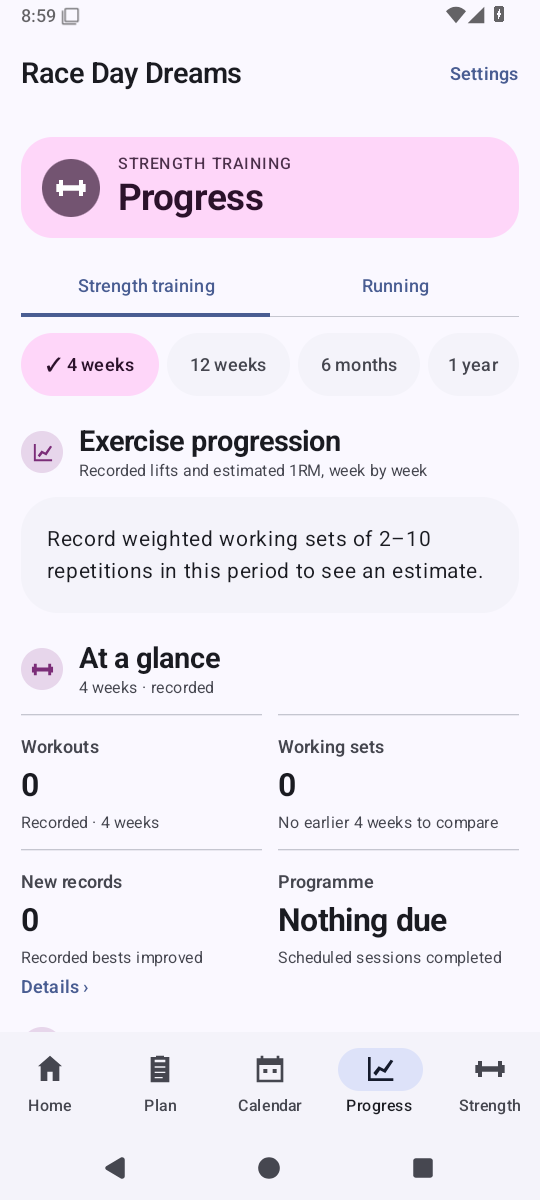 8:59
Race Day Dreams
Settings
STRENGTH TRAINING
Progress
Strength training
Running
✓ 4 weeks
12 weeks
6 months
1 year
Exercise progression
Recorded lifts and estimated 1RM, week by week
Record weighted working sets of 2–10
repetitions in this period to see an estimate.
At a glance
4 weeks · recorded
Workouts
0
Recorded · 4 weeks
Working sets
0
No earlier 4 weeks to compare
New records
0
Recorded bests improved
Details ›
Programme
Nothing due
Scheduled sessions completed
Home
Plan
Calendar
Progress
Strength